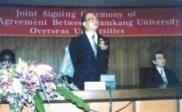 Joint Signing Ceremony of
Agreement Between Tamkang University
Overseas Universities